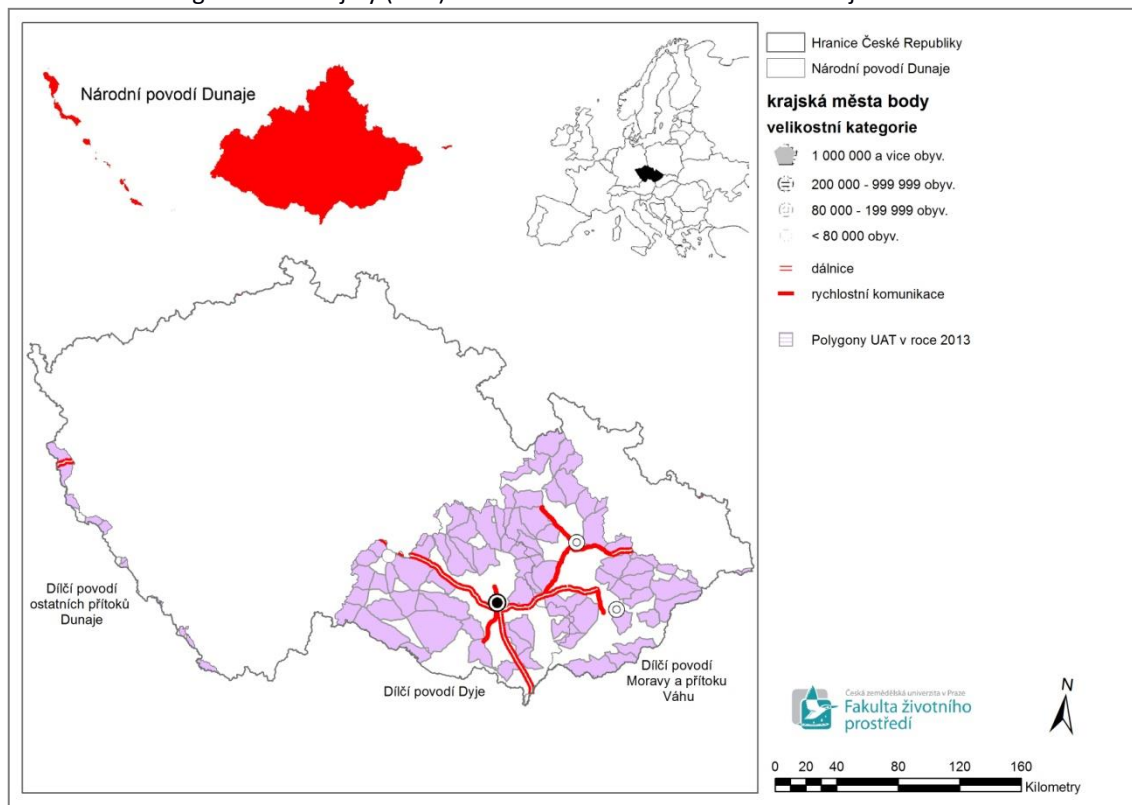 Národní povodí Dunaje
Hranice České Republiky
Národní povodí Dunaje
krajská města body
velikostní kategorie
1 000 000 a vice obyv.
200 000 - 999 999 obyv.
80 000 - 199 999 obyv.
< 80 000 obyv.
dálnice
rychlostní komunikace
Polygony UAT v roce 2013
Dílčí povodí
ostatních přítoků
Dunaje
Dílčí povodí Dyje
Dílčí povodí
Moravy a přítoku
Váhu
Česká zemědělská univerzita v Praze
Fakulta životního
prostředí
N
0 10 20 40 80 120 160
Kilometry